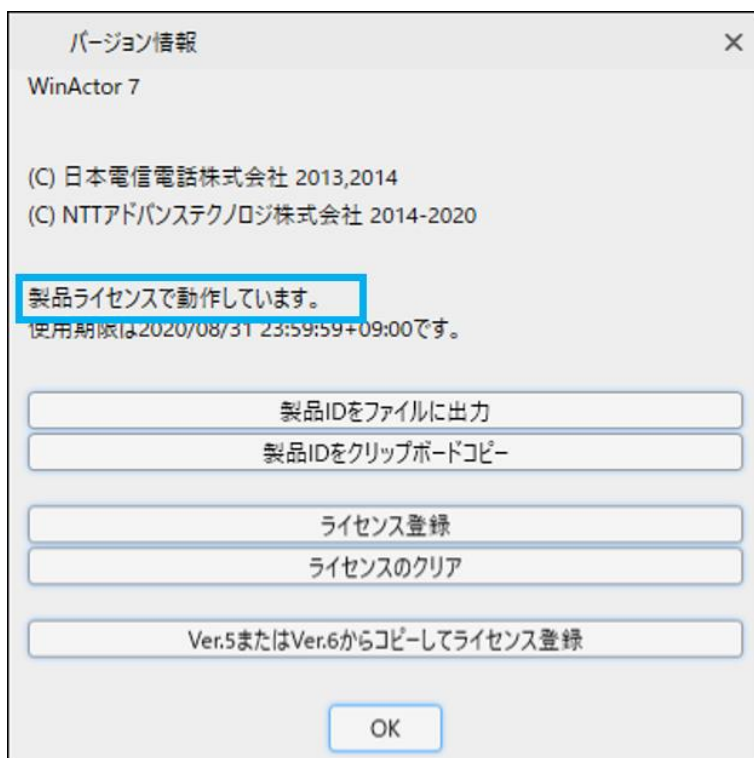 バージョン情報
WinActor 7
(C) 日本電信電話株式会社 2013,2014
(C) NTTアドバンステクノロジ株式会社 2014-2020
製品ライセンスで動作しています。
使用期限は2020/08/31 23:59:59+09:00です。
製品IDをファイルに出力
製品IDをクリップボードコピー
ライセンス登録
ライセンスのクリア
Ver.5またはVer.6からコピーしてライセンス登録
OK